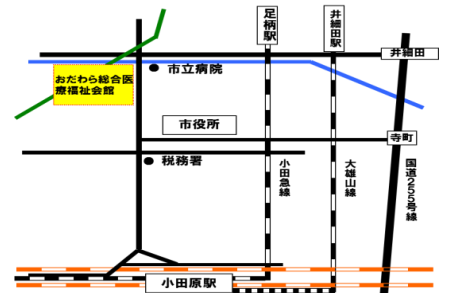 足柄駅
井細田駅
井細田
市立病院
おだわら総合医
療福祉会館
市役所
寺町
税務署
小田急線
大雄山線
国道255号線
小田原駅